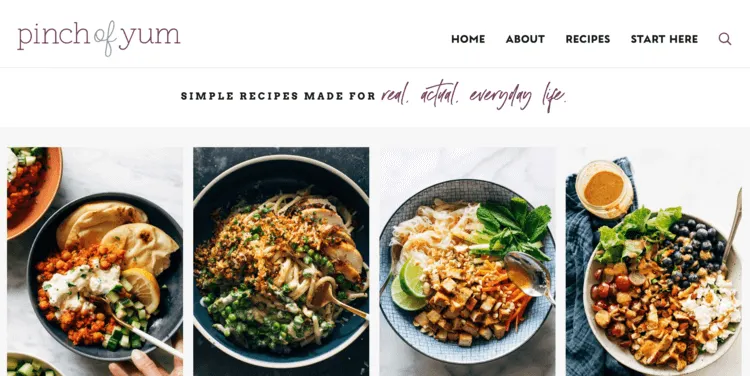 pinch of yum
HOME ABOUT RECIPES START HERE
SIMPLE RECIPES MADE FOR real, actual, everyday life.